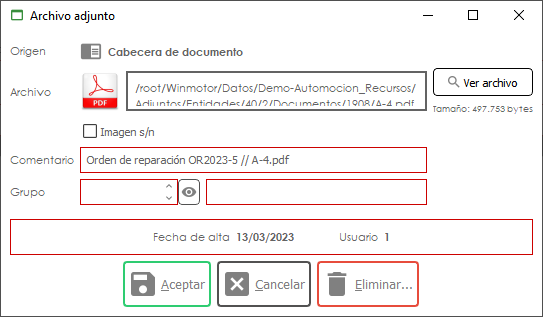 Archivo adjunto
Origen Cabecera de documento
Archivo PDF /root/Winmotor/Datos/Demo-Automocion_Recursos/
Adjuntos/Entidades/40/2/Documentos/1908/A-4.pdf
Ver archivo
Tamaño: 497.753 bytes
Imagen s/n
Comentario Orden de reparación OR2023-5 // A-4.pdf
Grupo
Fecha de alta 13/03/2023 Usuario 1
Aceptar Cancelar Eliminar...